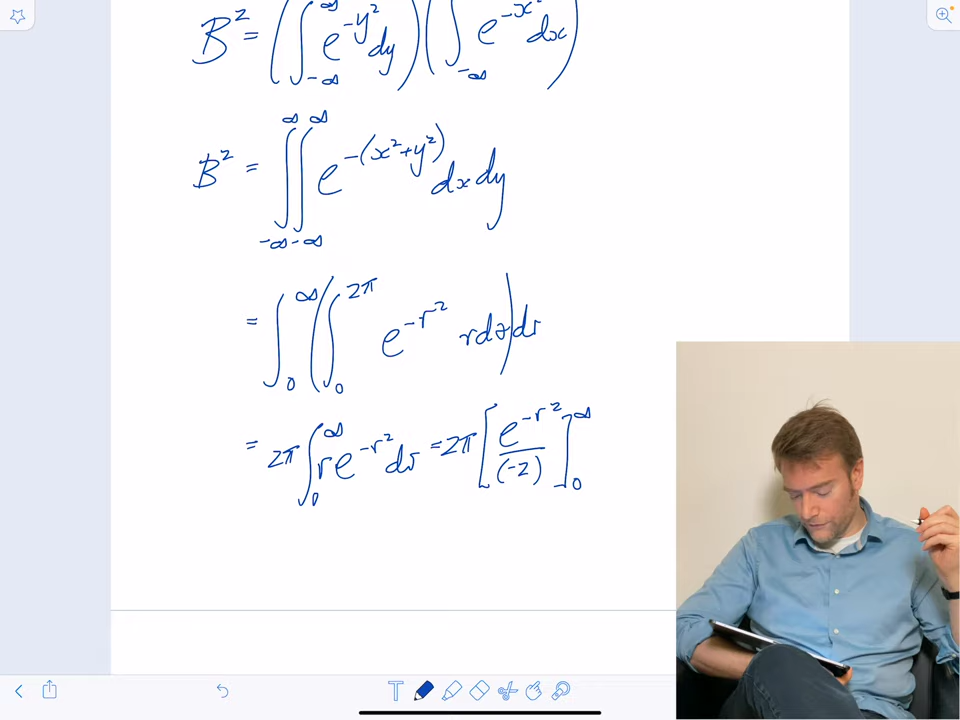 B² = (∫_{-∞}^{∞} e^{-y²} dy)(∫_{-∞} e^{-x²} dx)
B² = ∫_{-∞}^{∞} ∫_{-∞}^{∞} e^{-(x²+y²)} dx dy
= ∫_0^∞ (∫_0^{2π} e^{-r²} r dθ) dr
= 2π ∫_0^∞ r e^{-r²} dr = 2π [e^{-r²}/(-2)]_0^∞
T